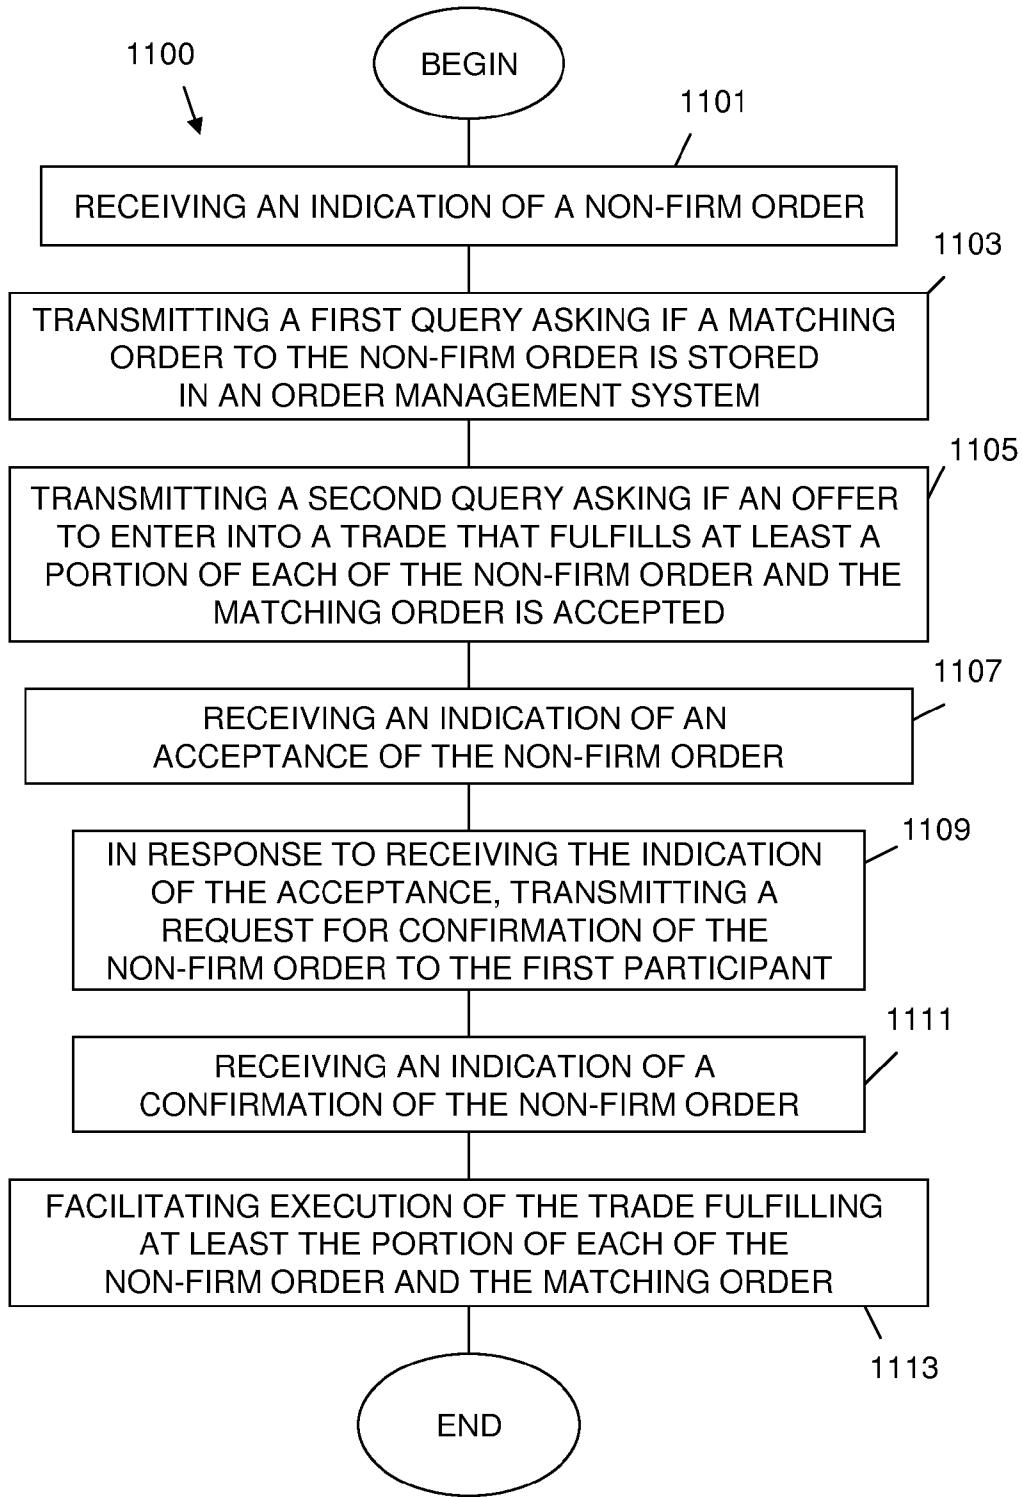 1100
BEGIN
1101
RECEIVING AN INDICATION OF A NON-FIRM ORDER
1103
TRANSMITTING A FIRST QUERY ASKING IF A MATCHING
ORDER TO THE NON-FIRM ORDER IS STORED
IN AN ORDER MANAGEMENT SYSTEM
1105
TRANSMITTING A SECOND QUERY ASKING IF AN OFFER
TO ENTER INTO A TRADE THAT FULFILLS AT LEAST A
PORTION OF EACH OF THE NON-FIRM ORDER AND THE
MATCHING ORDER IS ACCEPTED
1107
RECEIVING AN INDICATION OF AN
ACCEPTANCE OF THE NON-FIRM ORDER
1109
IN RESPONSE TO RECEIVING THE INDICATION
OF THE ACCEPTANCE, TRANSMITTING A
REQUEST FOR CONFIRMATION OF THE
NON-FIRM ORDER TO THE FIRST PARTICIPANT
1111
RECEIVING AN INDICATION OF A
CONFIRMATION OF THE NON-FIRM ORDER
FACILITATING EXECUTION OF THE TRADE FULFILLING
AT LEAST THE PORTION OF EACH OF THE
NON-FIRM ORDER AND THE MATCHING ORDER
1113
END